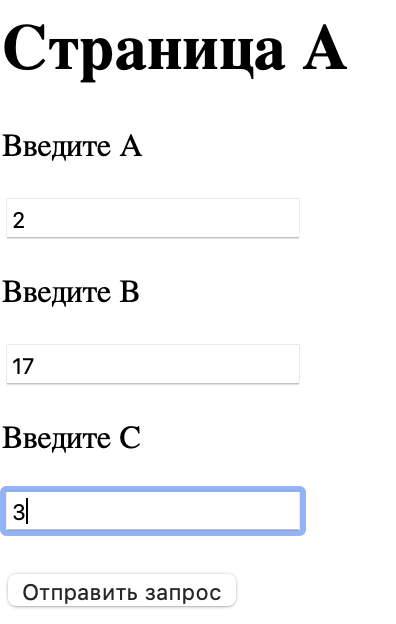 Страница А
Введите А
2
Введите В
17
Введите С
3
Отправить запрос